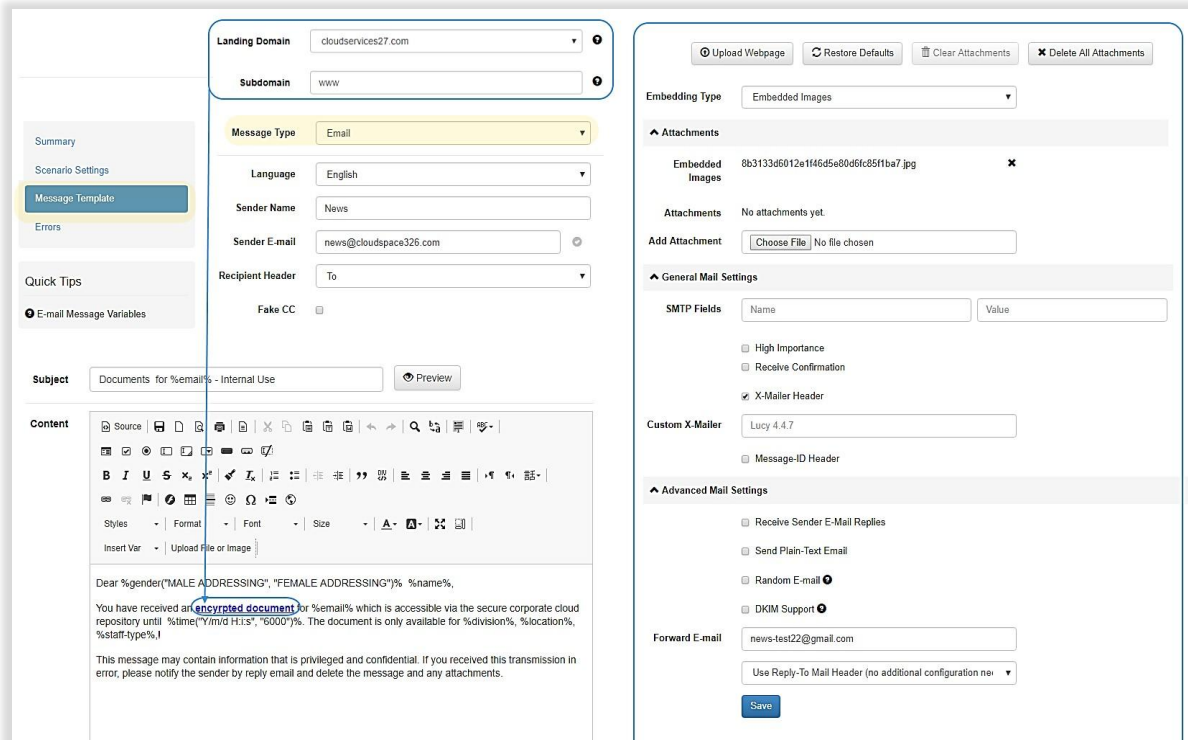 Landing Domain cloudservices27.com
Subdomain www
Summary
Scenario Settings
Message Template
Errors
Quick Tips
E-mail Message Variables
Message Type Email
Language English
Sender Name News
Sender E-mail news@cloudspace326.com
Recipient Header To
Fake CC
Subject Documents for %email% - Internal Use Preview
Content
Source
Styles Format Font Size
Insert Var Upload File or Image
Dear %gender("MALE ADDRESSING", "FEMALE ADDRESSING")% %name%,
You have received an encyrpted document for %email% which is accessible via the secure corporate cloud
repository until %time("Y/m/d H:i:s", "6000")%. The document is only available for %division%, %location%,
%staff-type%,!
This message may contain information that is privileged and confidential. If you received this transmission in
error, please notify the sender by reply email and delete the message and any attachments.
Upload Webpage Restore Defaults Clear Attachments Delete All Attachments
Embedding Type Embedded Images
Attachments
Embedded 8b3133d6012e1f46d5e80d6fc85f1ba7.jpg
Images
Attachments No attachments yet.
Add Attachment Choose File No file chosen
General Mail Settings
SMTP Fields Name Value
High Importance
Receive Confirmation
X-Mailer Header
Custom X-Mailer Lucy 4.4.7
Message-ID Header
Advanced Mail Settings
Receive Sender E-Mail Replies
Send Plain-Text Email
Random E-mail
DKIM Support
Forward E-mail news-test22@gmail.com
Use Reply-To Mail Header (no additional configuration nee
Save